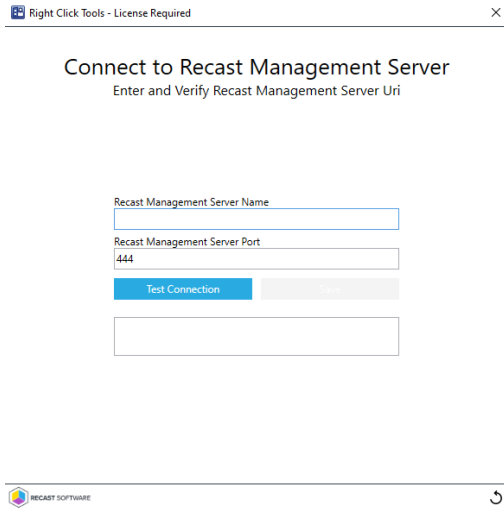 Right Click Tools - License Required
Connect to Recast Management Server
Enter and Verify Recast Management Server Uri
Recast Management Server Name
Recast Management Server Port
444
Test Connection
Save
RECAST SOFTWARE